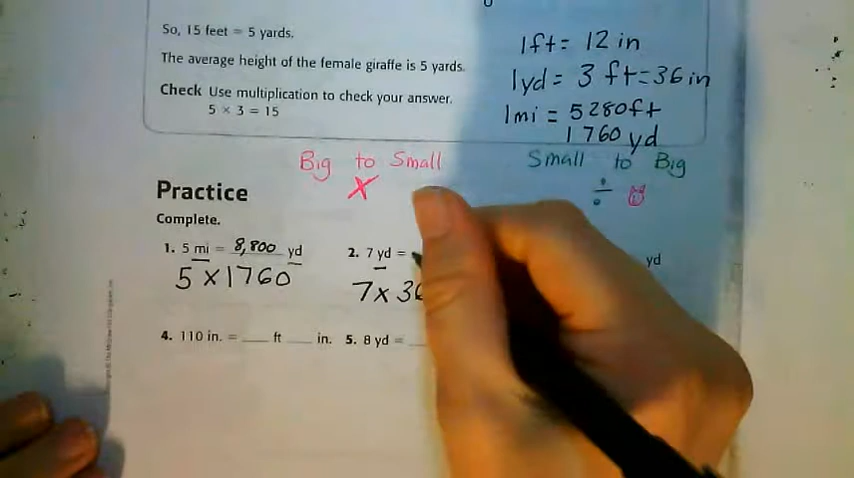 So, 15 feet = 5 yards.
The average height of the female giraffe is 5 yards.
Check Use multiplication to check your answer.
5 × 3 = 15
1ft = 12 in
1yd = 3 ft = 36 in
1mi = 5280ft
1760 yd
Big to Small
X
Small to Big
÷
Practice
Complete.
1. 5 mi = 8,800 yd
5 x 1760
2. 7 yd =
7 x 36
yd
4. 110 in. = ___ ft ___ in.
5. 8 yd = __